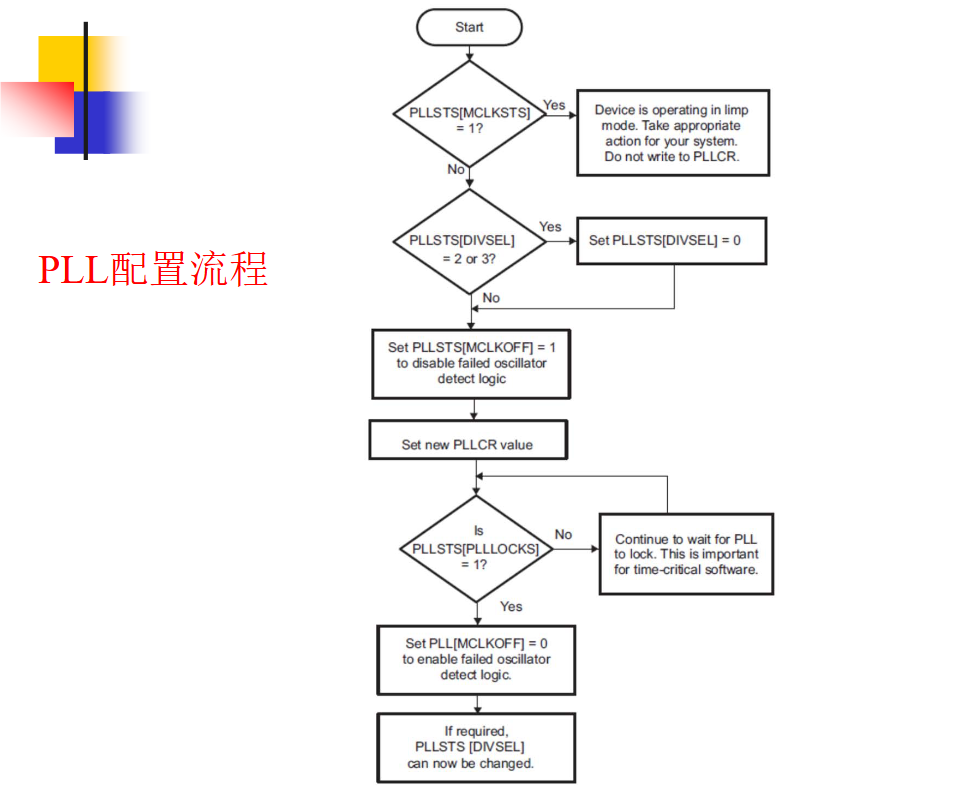 Start
PLLSTS[MCLKSTS]
= 1?
Yes
Device is operating in limp
mode. Take appropriate
action for your system.
Do not write to PLLCR.
No
PLLSTS[DIVSEL]
= 2 or 3?
Yes
Set PLLSTS[DIVSEL] = 0
No
PLL配置流程
Set PLLSTS[MCLKOFF] = 1
to disable failed oscillator
detect logic
Set new PLLCR value
Is
PLLSTS[PLLLOCKS]
= 1?
No
Continue to wait for PLL
to lock. This is important
for time-critical software.
Yes
Set PLL[MCLKOFF] = 0
to enable failed oscillator
detect logic.
If required,
PLLSTS [DIVSEL]
can now be changed.